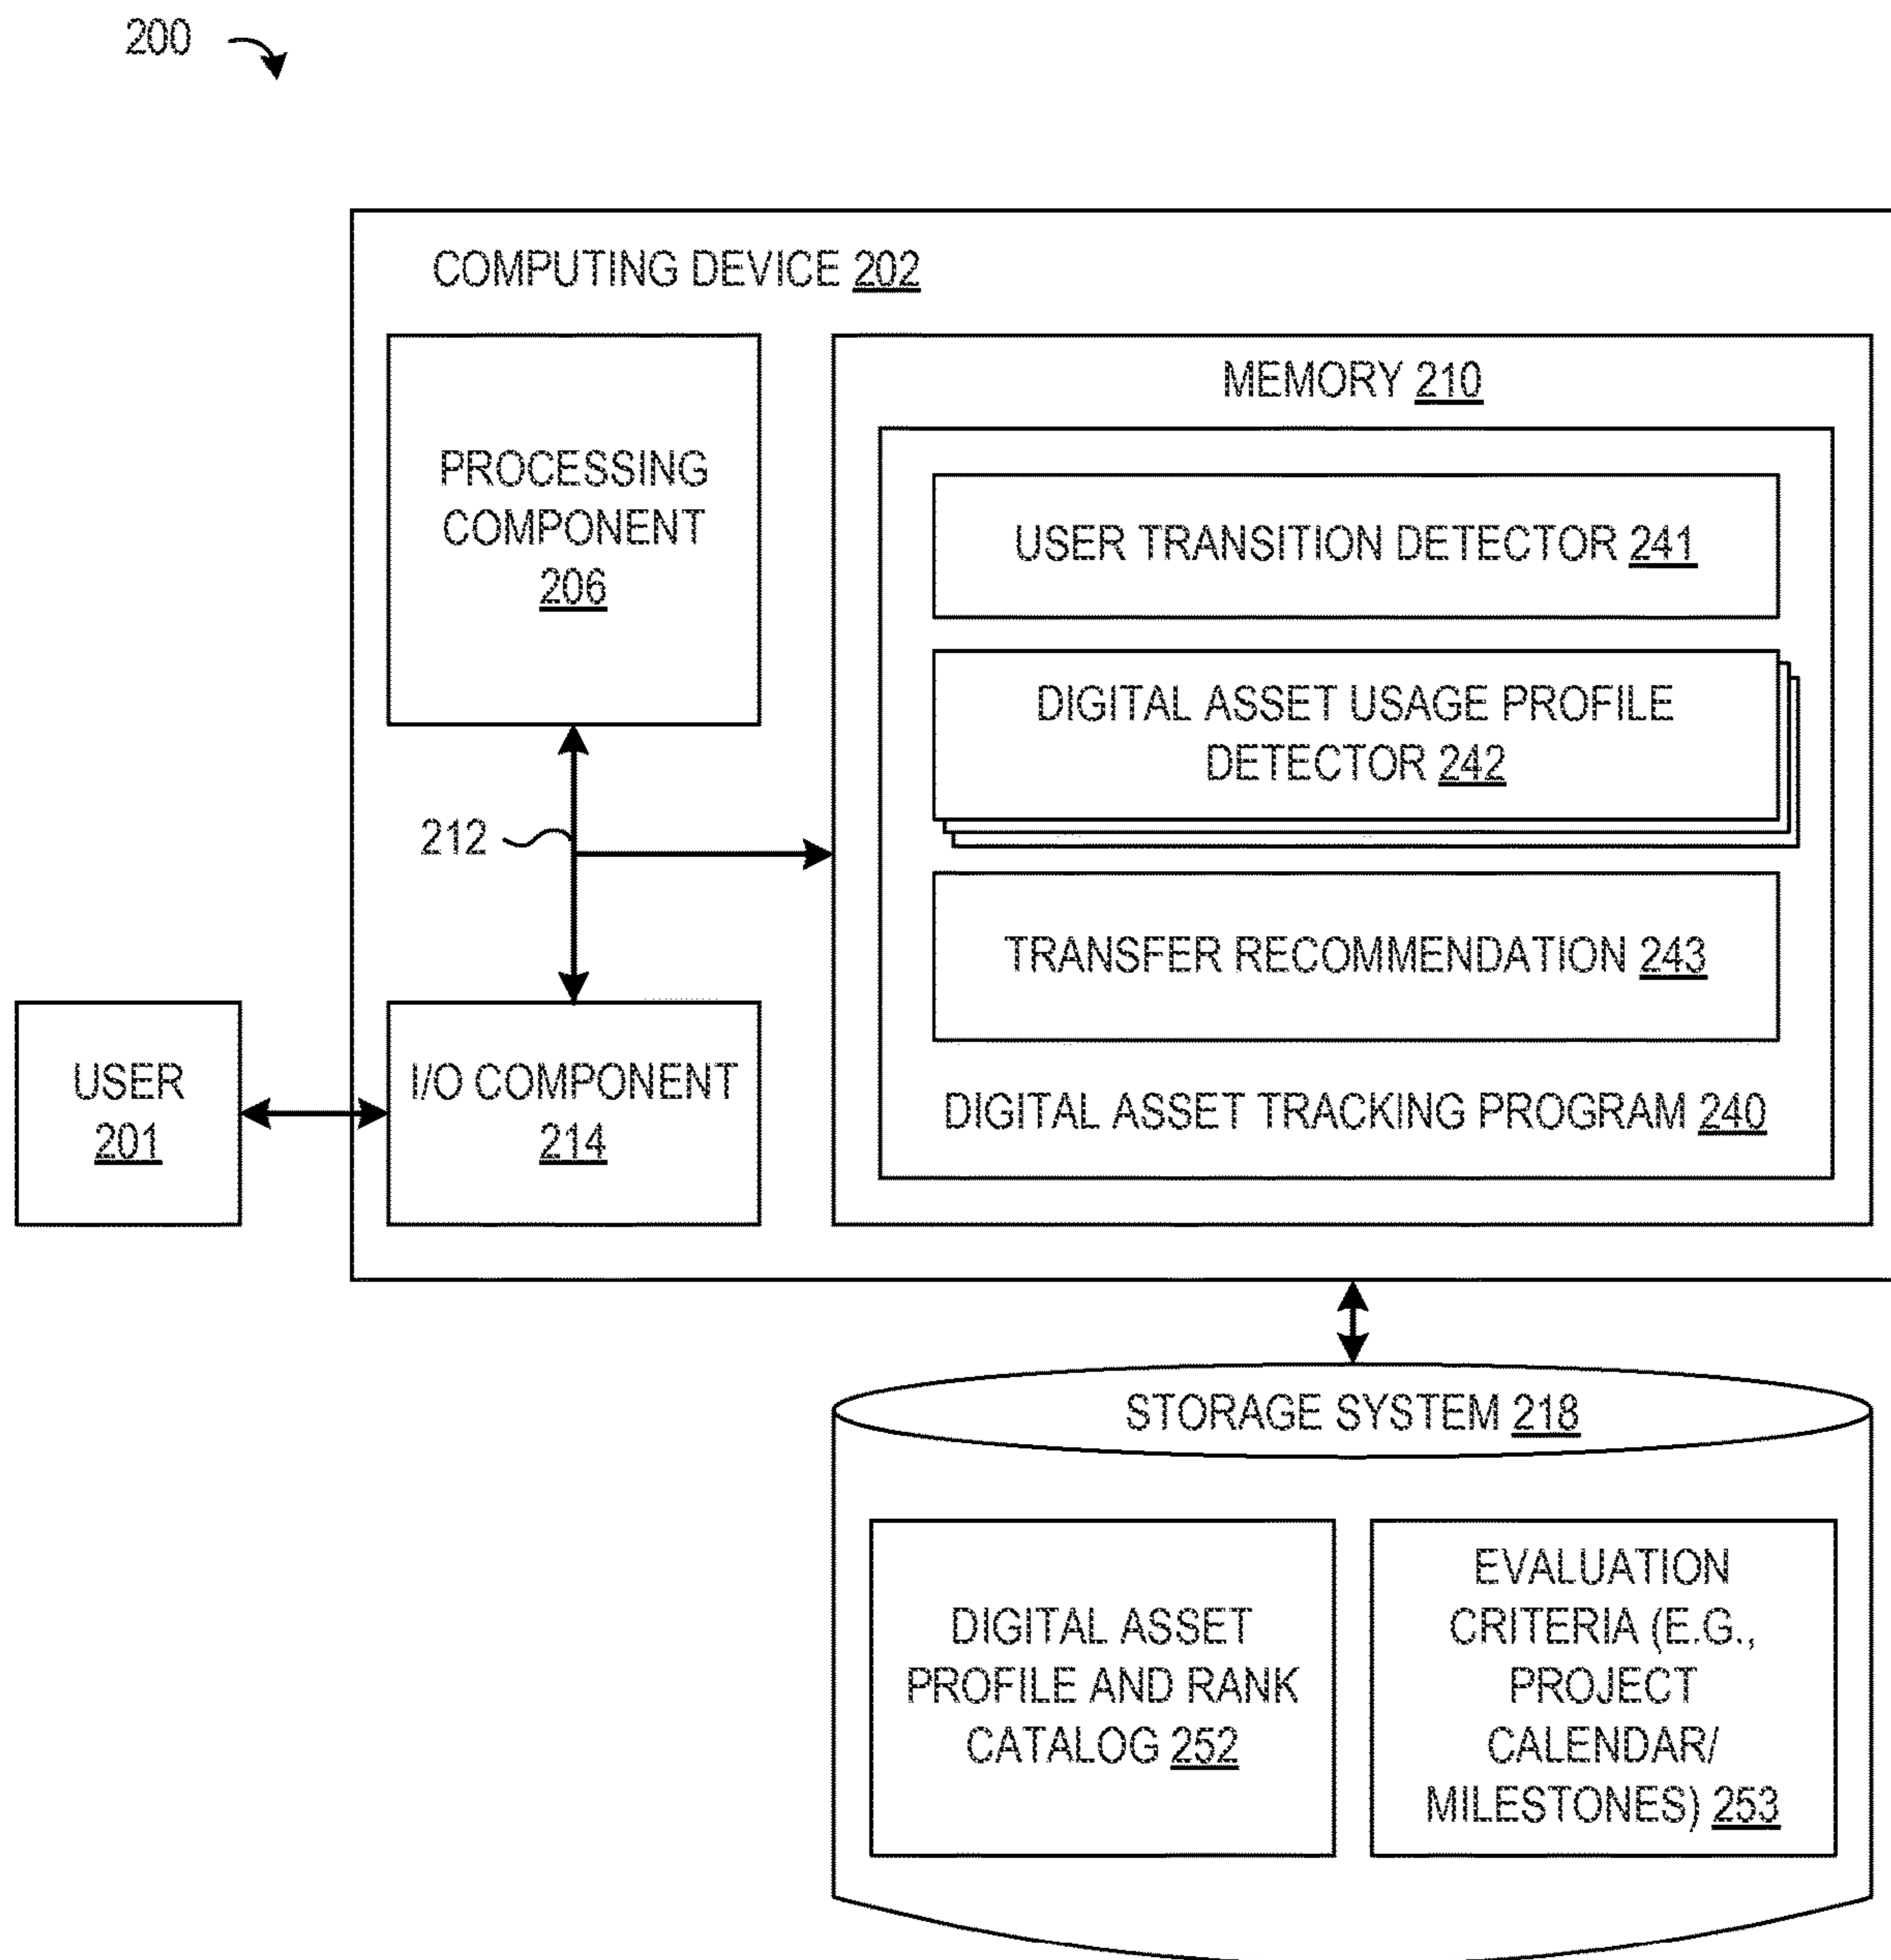 200
COMPUTING DEVICE 202
PROCESSING
COMPONENT
206
MEMORY 210
USER TRANSITION DETECTOR 241
DIGITAL ASSET USAGE PROFILE
DETECTOR 242
212
TRANSFER RECOMMENDATION 243
USER
201
I/O COMPONENT
214
DIGITAL ASSET TRACKING PROGRAM 240
STORAGE SYSTEM 218
DIGITAL ASSET
PROFILE AND RANK
CATALOG 252
EVALUATION
CRITERIA (E.G.,
PROJECT
CALENDAR/
MILESTONES) 253